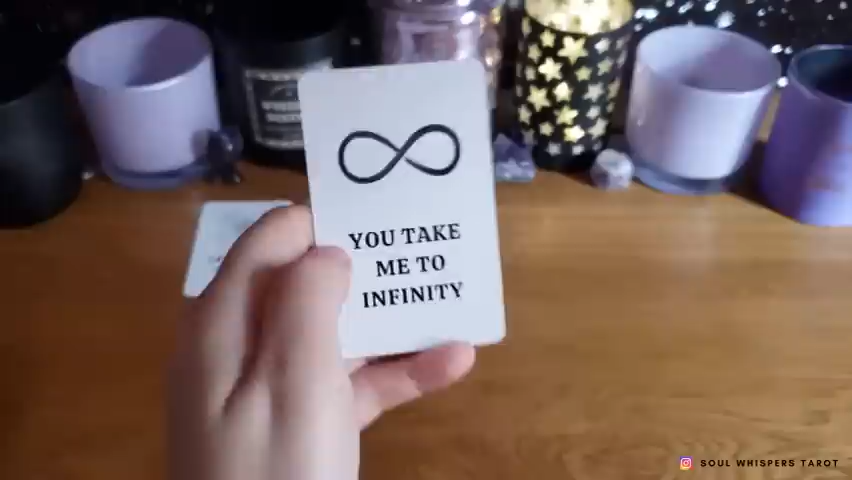 YOU TAKE
ME TO
INFINITY
SOUL WHISPERS TAROT